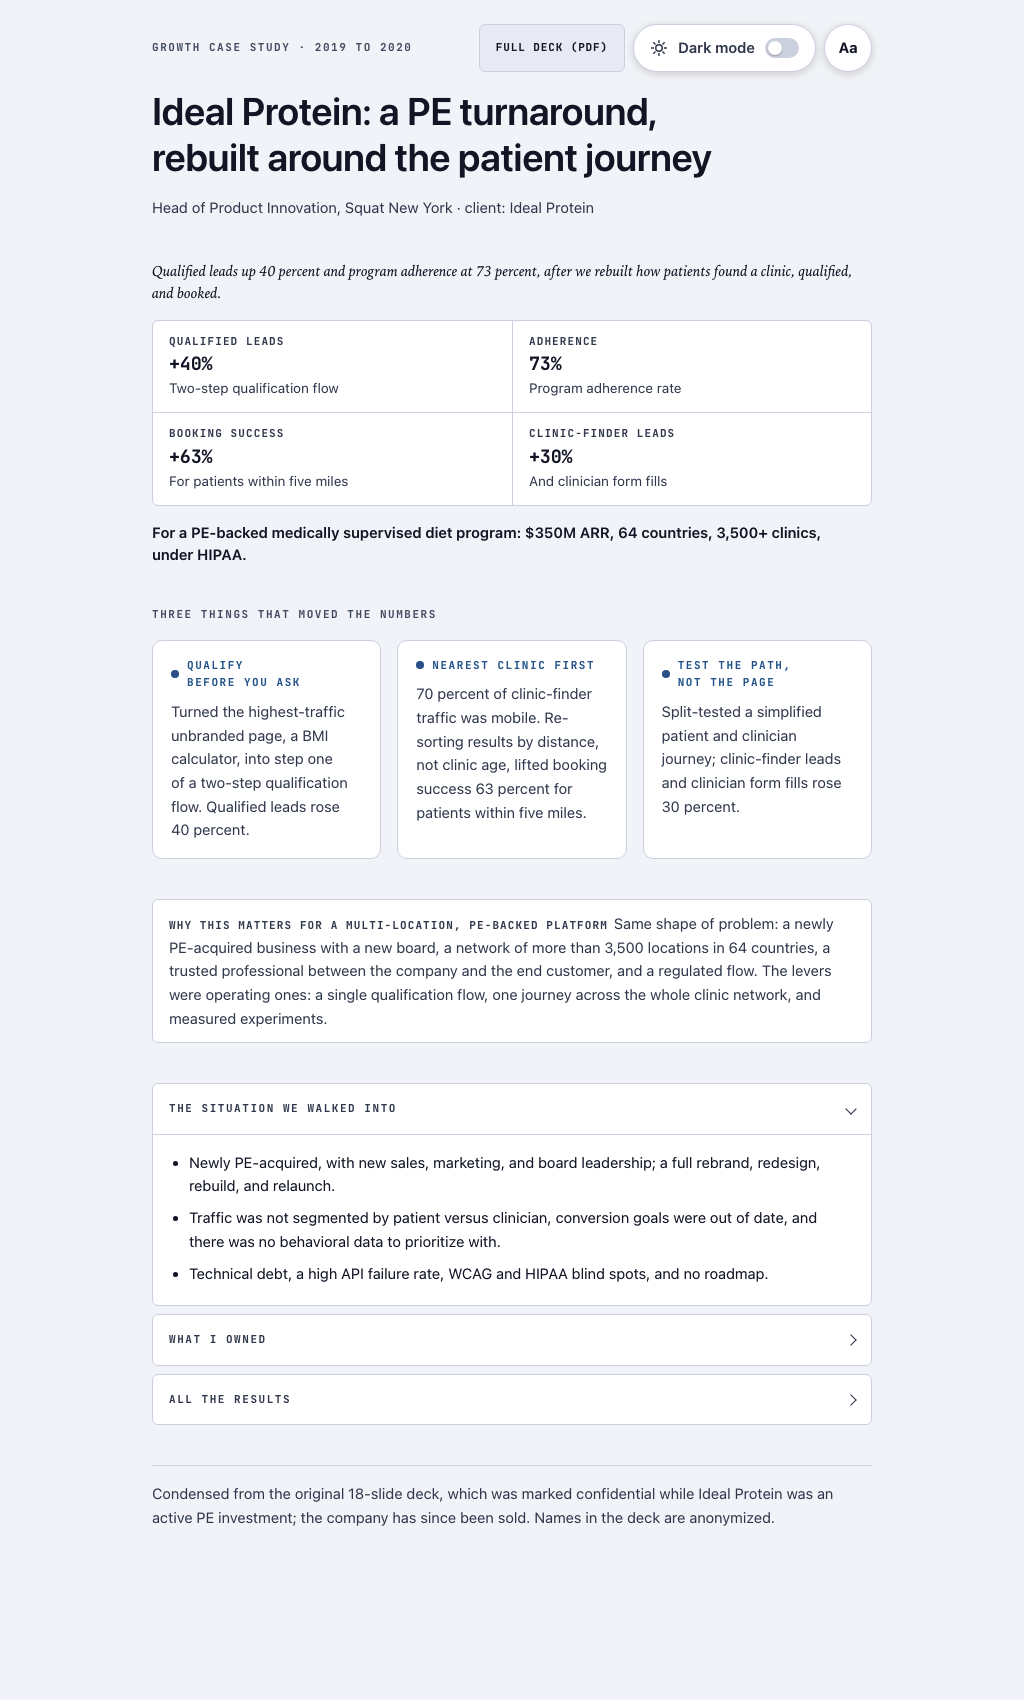 GROWTH CASE STUDY · 2019 TO 2020
FULL DECK (PDF)
Dark mode
Aa
Ideal Protein: a PE turnaround,
rebuilt around the patient journey
Head of Product Innovation, Squat New York · client: Ideal Protein
Qualified leads up 40 percent and program adherence at 73 percent, after we rebuilt how patients found a clinic, qualified,
and booked.
QUALIFIED LEADS
+40%
Two-step qualification flow
ADHERENCE
73%
Program adherence rate
BOOKING SUCCESS
+63%
For patients within five miles
CLINIC-FINDER LEADS
+30%
And clinician form fills
For a PE-backed medically supervised diet program: $350M ARR, 64 countries, 3,500+ clinics,
under HIPAA.
THREE THINGS THAT MOVED THE NUMBERS
QUALIFY
BEFORE YOU ASK
Turned the highest-traffic
unbranded page, a BMI
calculator, into step one
of a two-step qualification
flow. Qualified leads rose
40 percent.
NEAREST CLINIC FIRST
70 percent of clinic-finder
traffic was mobile. Re-
sorting results by distance,
not clinic age, lifted booking
success 63 percent for
patients within five miles.
TEST THE PATH,
NOT THE PAGE
Split-tested a simplified
patient and clinician
journey; clinic-finder leads
and clinician form fills rose
30 percent.
WHY THIS MATTERS FOR A MULTI-LOCATION, PE-BACKED PLATFORM Same shape of problem: a newly
PE-acquired business with a new board, a network of more than 3,500 locations in 64 countries, a
trusted professional between the company and the end customer, and a regulated flow. The levers
were operating ones: a single qualification flow, one journey across the whole clinic network, and
measured experiments.
THE SITUATION WE WALKED INTO
• Newly PE-acquired, with new sales, marketing, and board leadership; a full rebrand, redesign,
rebuild, and relaunch.
• Traffic was not segmented by patient versus clinician, conversion goals were out of date, and
there was no behavioral data to prioritize with.
• Technical debt, a high API failure rate, WCAG and HIPAA blind spots, and no roadmap.
WHAT I OWNED
ALL THE RESULTS
Condensed from the original 18-slide deck, which was marked confidential while Ideal Protein was an
active PE investment; the company has since been sold. Names in the deck are anonymized.